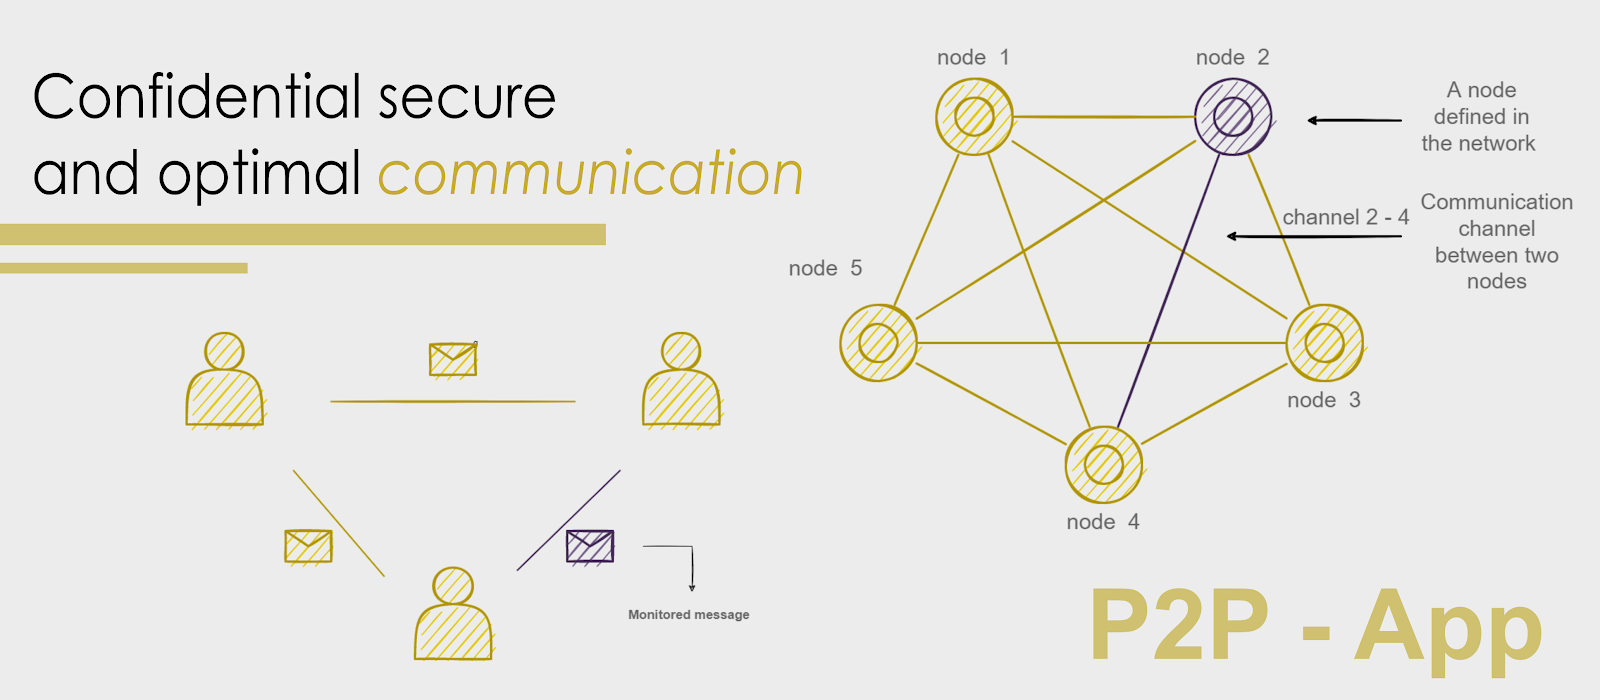 Confidential secure
and optimal communication
node 1
node 2
A node
defined in
the network
channel 2 - 4
Communication
channel
between two
nodes
node 5
node 3
node 4
Monitored message
P2P - App